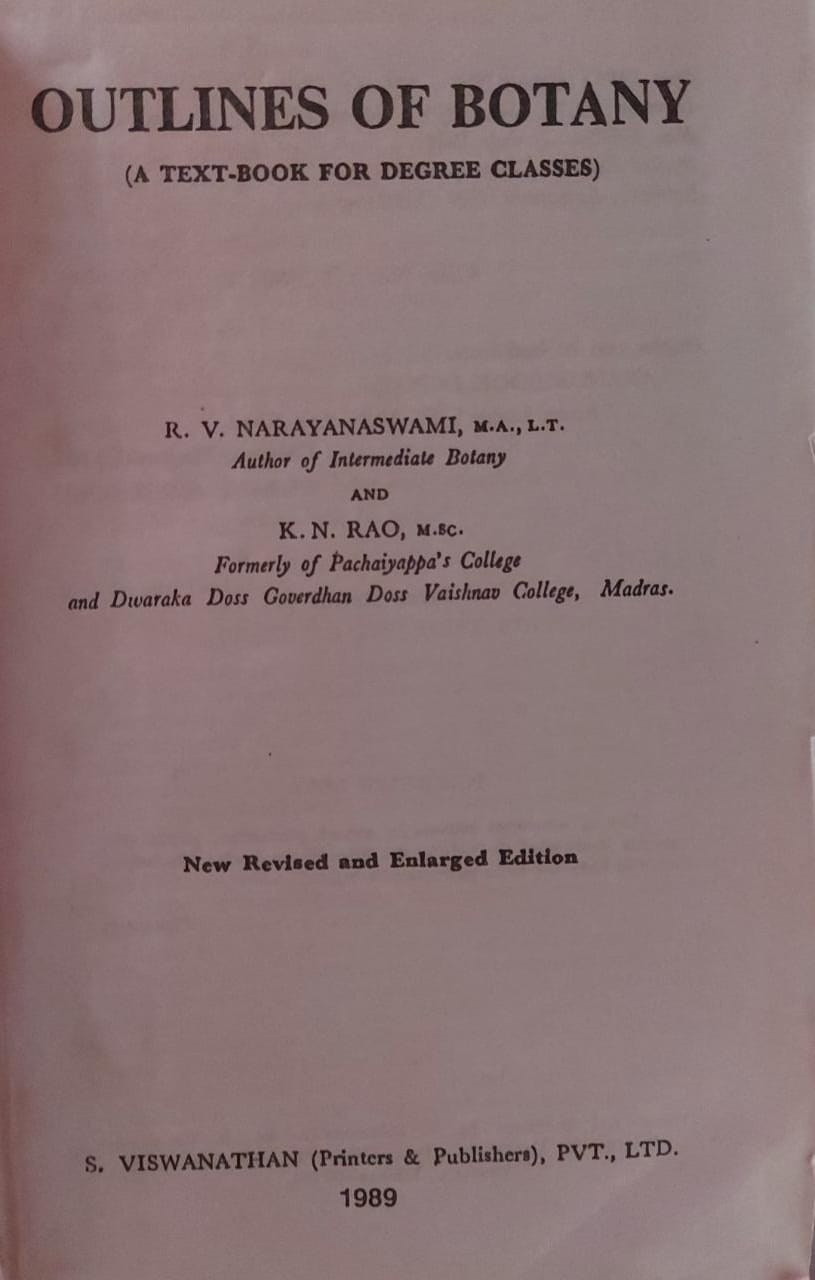 OUTLINES OF BOTANY
(A TEXT-BOOK FOR DEGREE CLASSES)
R. V. NARAYANASWAMI, M.A., L.T.
Author of Intermediate Botany
AND
K. N. RAO, M.SC.
Formerly of Pachaiyappa's College
and Dwaraka Doss Goverdhan Doss Vaishnav College, Madras.
New Revised and Enlarged Edition
S. VISWANATHAN (Printers & Publishers), PVT., LTD.
1989